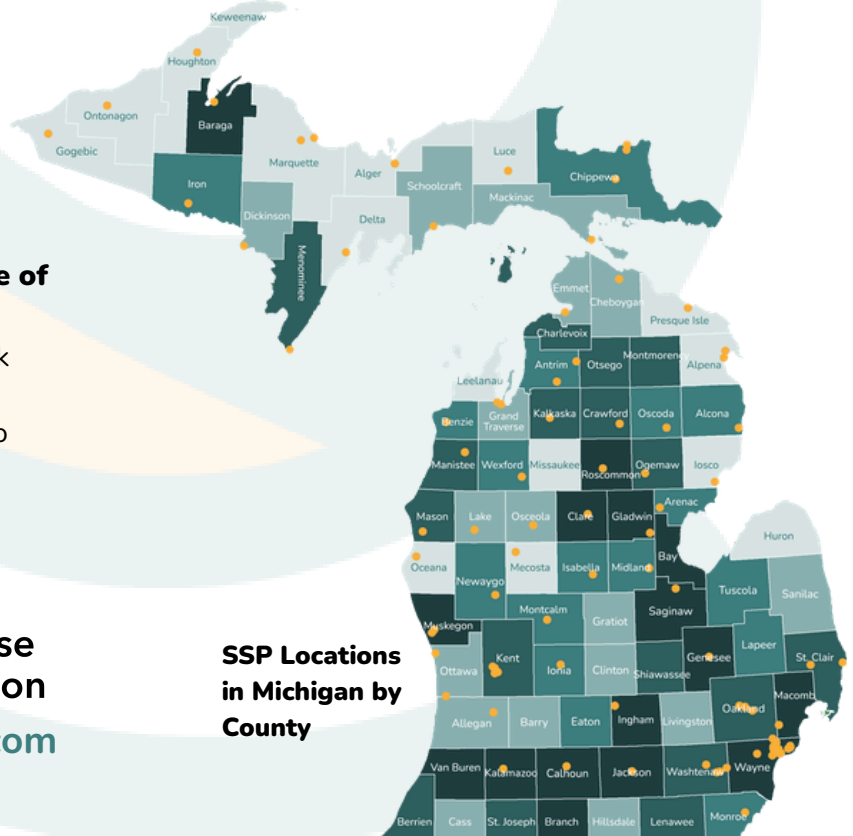 Keweenaw
Houghton
Ontonagon
Baraga
Gogebic
Marquette
Luce
Alger
Chippewa
Iron
Schoolcraft
Mackinac
Dickinson
Delta
Menominee
e of
k
o
Emmet
Cheboygan
Presque Isle
Charlevoix
Antrim
Otsego
Montmorency
Alpena
Leelanau
Benzie
Grand
Traverse
Kalkaska
Crawford
Oscoda
Alcona
Manistee
Wexford
Missaukee
Roscommon
Ogemaw
Iosco
Mason
Lake
Osceola
Clare
Gladwin
Arenac
Huron
Oceana
Newaygo
Mecosta
Isabella
Midland
Bay
Tuscola
Sanilac
Muskegon
Montcalm
Gratiot
Saginaw
Lapeer
se
on
com
SSP Locations
in Michigan by
County
Ottawa
Kent
Ionia
Clinton
Shiawassee
Genesee
St. Clair
Allegan
Barry
Eaton
Ingham
Livingston
Oakland
Macomb
Van Buren
Kalamazoo
Calhoun
Jackson
Washtenaw
Wayne
Berrien
Cass
St. Joseph
Branch
Hillsdale
Lenawee
Monroe